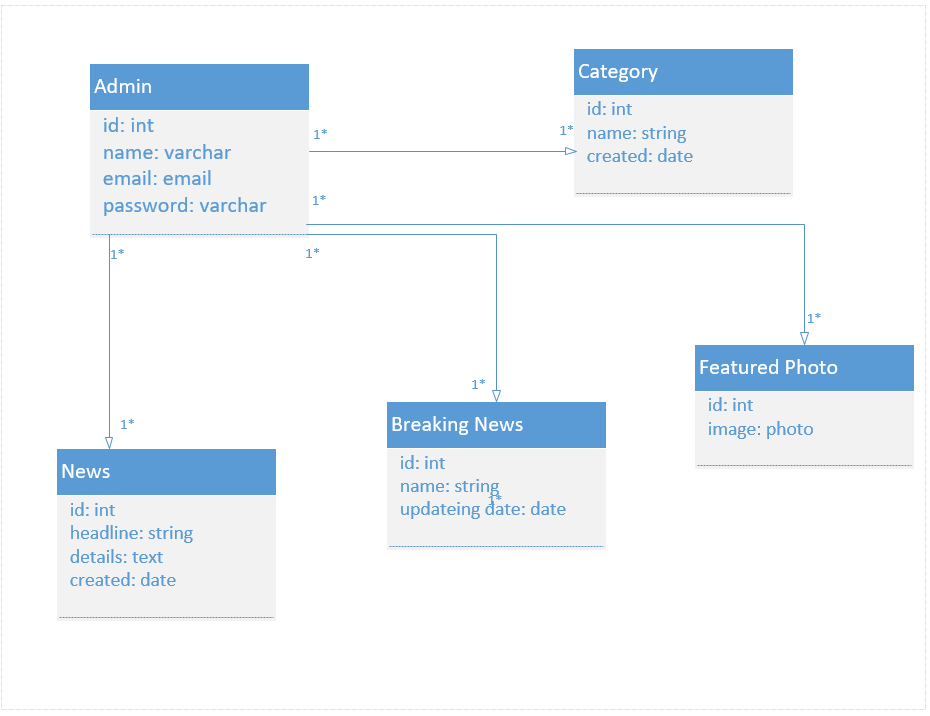 Admin
id: int
name: varchar
email: email
password: varchar
Category
id: int
name: string
created: date
1*
1*
1*
1*
1*
1*
1*
1*
Featured Photo
id: int
image: photo
Breaking News
id: int
name: string
1*
updateing date: date
News
id: int
headline: string
details: text
created: date